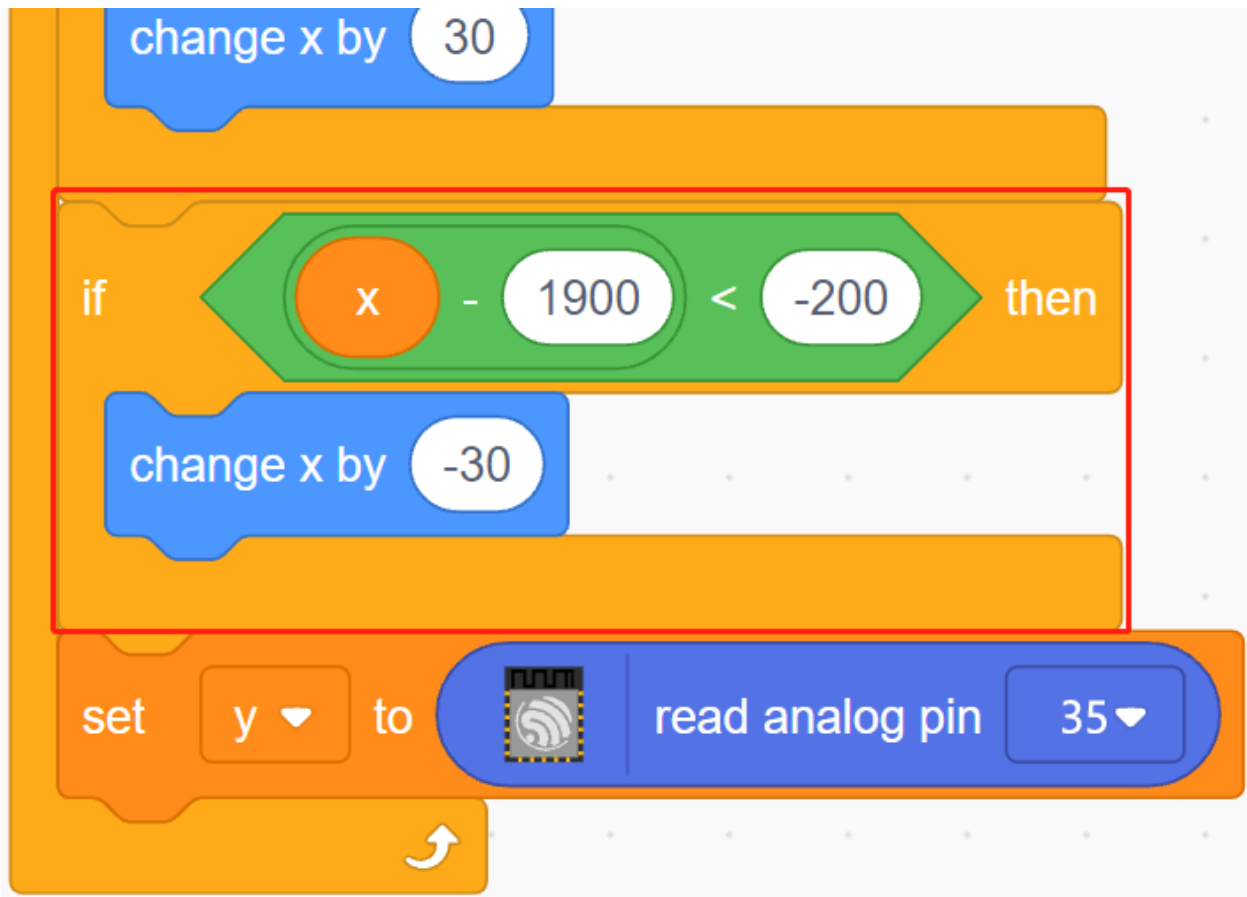 change x by 30
if x - 1900 < -200 then
change x by -30
set y to read analog pin 35